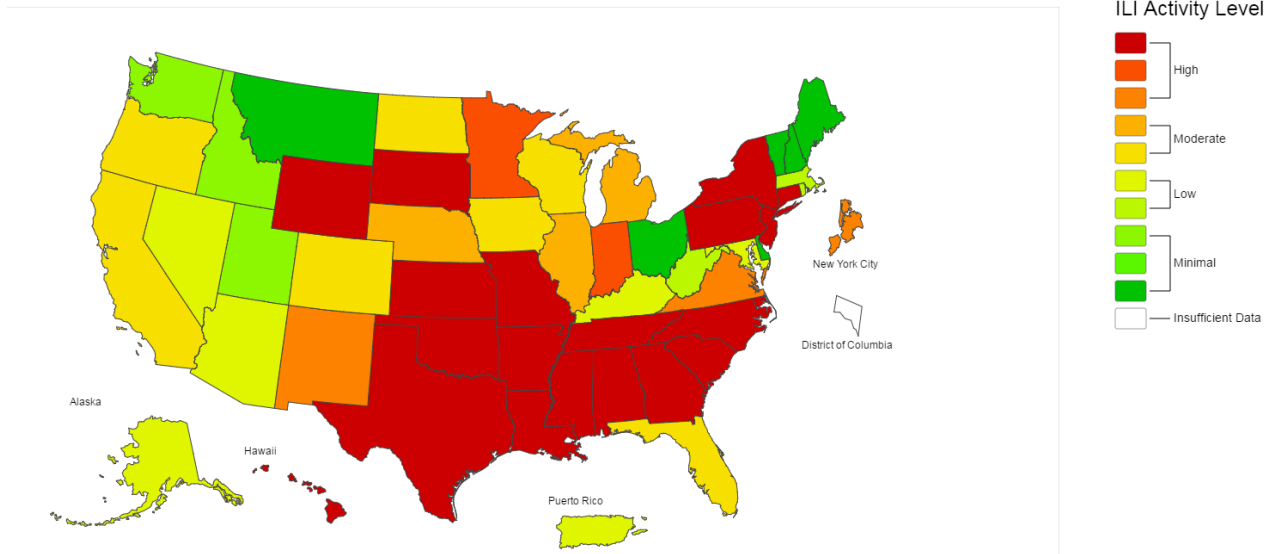 ILI Activity Level
High
Moderate
Low
Minimal
Insufficient Data
New York City
District of Columbia
Alaska
Hawaii
Puerto Rico